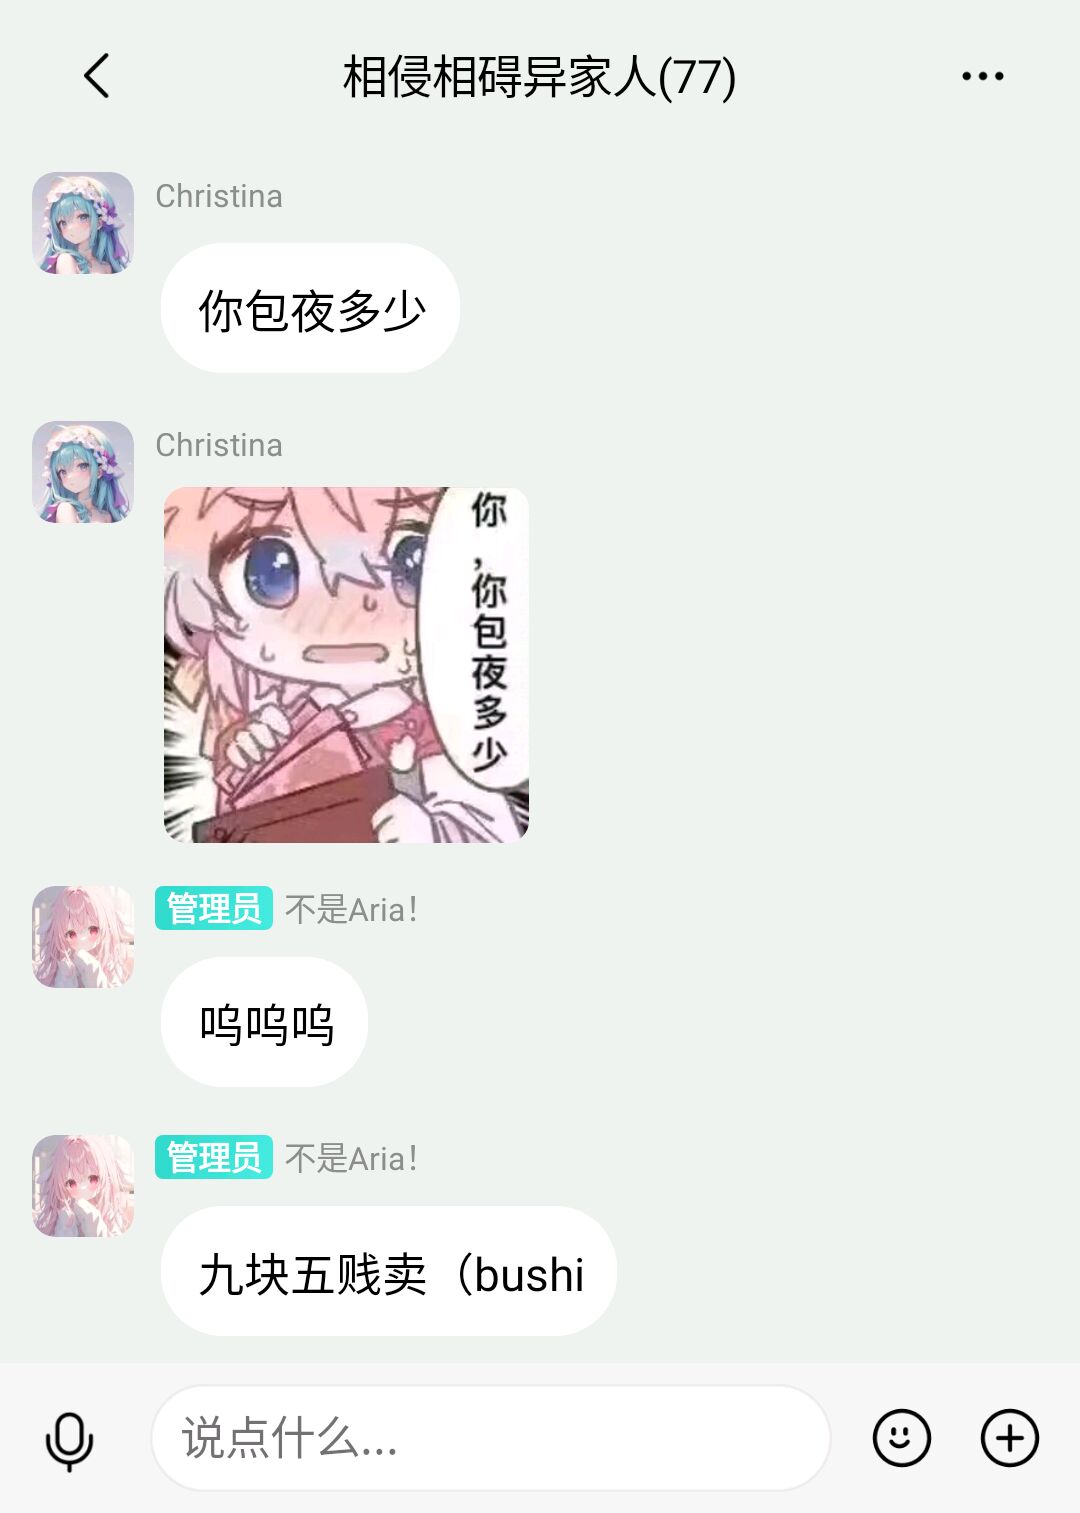 相侵相碍异家人(77)
Christina
你包夜多少
Christina
你，你包夜多少
管理员 不是Aria！
呜呜呜
管理员 不是Aria！
九块五贱卖（bushi
说点什么...